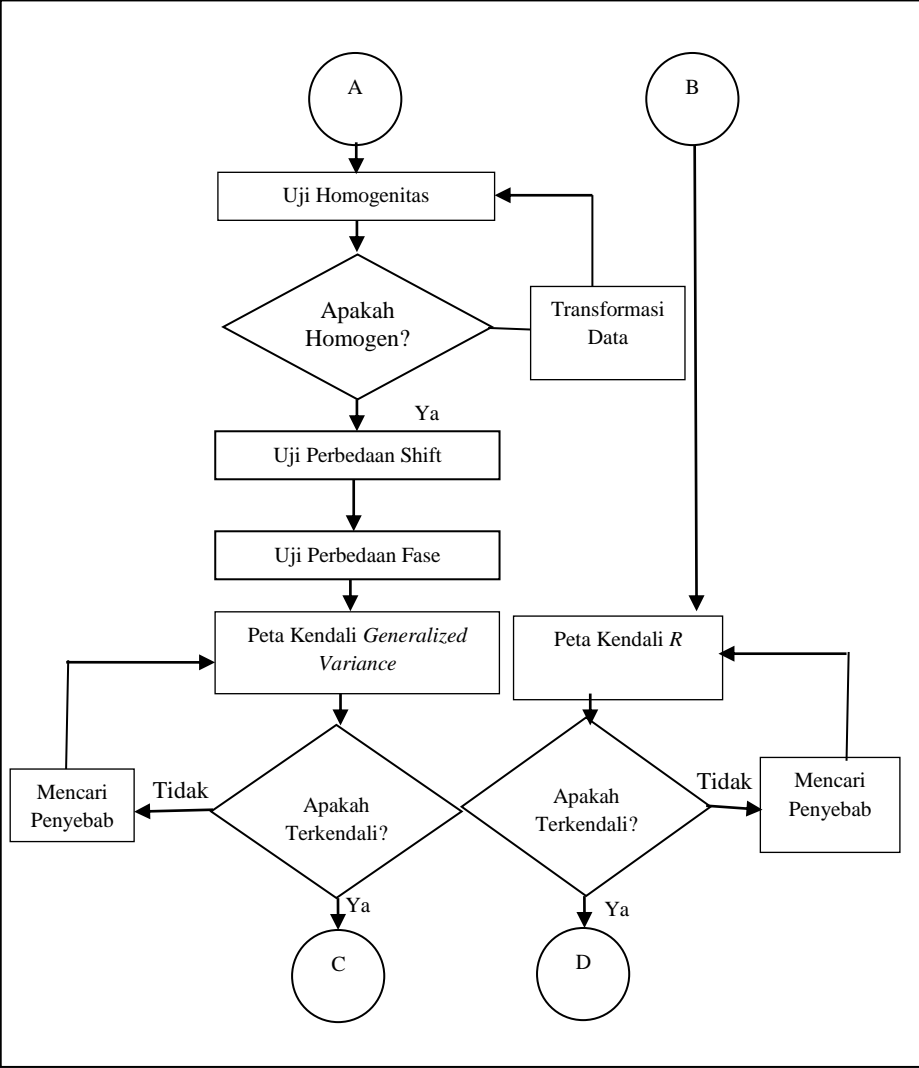 A
B
Uji Homogenitas
Apakah
Homogen?
Transformasi
Data
Ya
Uji Perbedaan Shift
Uji Perbedaan Fase
Peta Kendali Generalized
Variance
Peta Kendali R
Mencari
Penyebab
Tidak
Apakah
Terkendali?
Apakah
Terkendali?
Tidak
Mencari
Penyebab
Ya
Ya
C
D